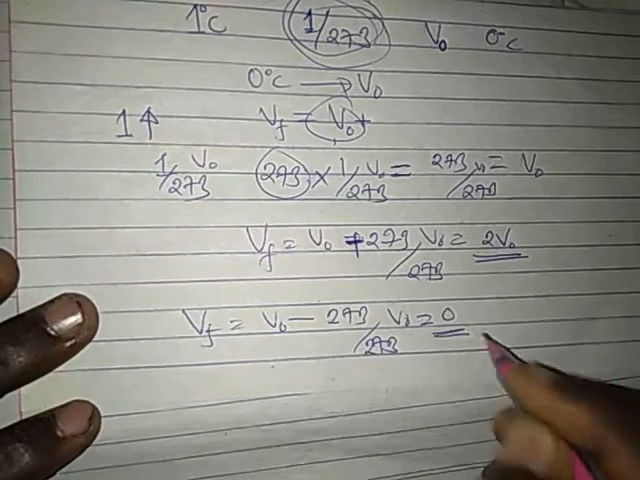 1°C 1/273 V₀ 0°C
0°C → V₀
1↑ Vf = V₀ +
1/273 V₀ 273 × 1/273 V₀ = 273/273 V₀ = V₀
Vf = V₀ + 273/273 V₀ = 2V₀
Vf = V₀ - 273/273 V₀ = 0